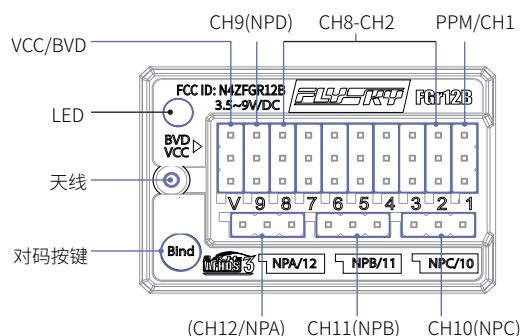 CH9(NPD) CH8-CH2 PPM/CH1
VCC/BVD
FCC ID: N4ZFGR12B FLYSKY FGr12B
3.5~9V/DC
LED
BVD
VCC
天线
V 9 8 7 6 5 4 3 2 1
对码按键
Bind
AFHDS 3 NPA/12 NPB/11 NPC/10
(CH12/NPA) CH11(NPB) CH10(NPC)